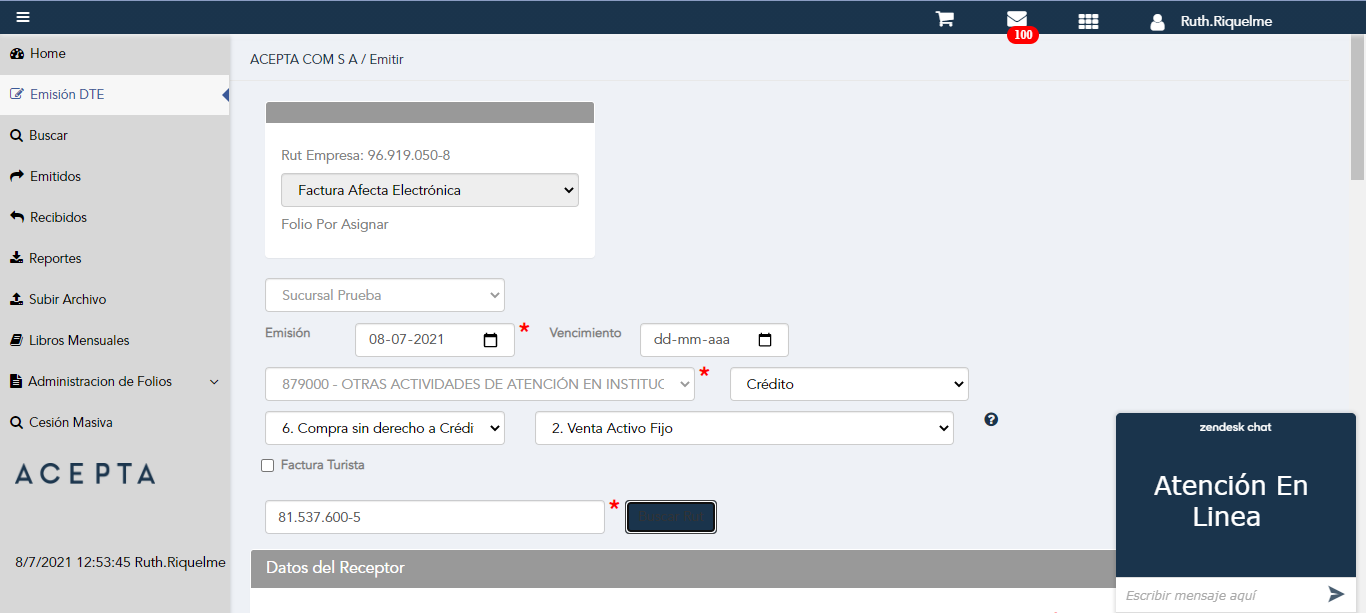 100
Ruth.Riquelme
Home
Emisión DTE
Buscar
Emitidos
Recibidos
Reportes
Subir Archivo
Libros Mensuales
Administracion de Folios
Cesión Masiva
ACEPTA
8/7/2021 12:53:45 Ruth.Riquelme
ACEPTA COM S A / Emitir
Rut Empresa: 96.919.050-8
Factura Afecta Electrónica
Folio Por Asignar
Sucursal Prueba
Emisión 08-07-2021 * Vencimiento dd-mm-aaa
879000 - OTRAS ACTIVIDADES DE ATENCIÓN EN INSTITUC * Crédito
6. Compra sin derecho a Crédi 2. Venta Activo Fijo ?
Factura Turista
81.537.600-5 *
Datos del Receptor
zendesk chat
Atención En
Linea
Escribir mensaje aquí